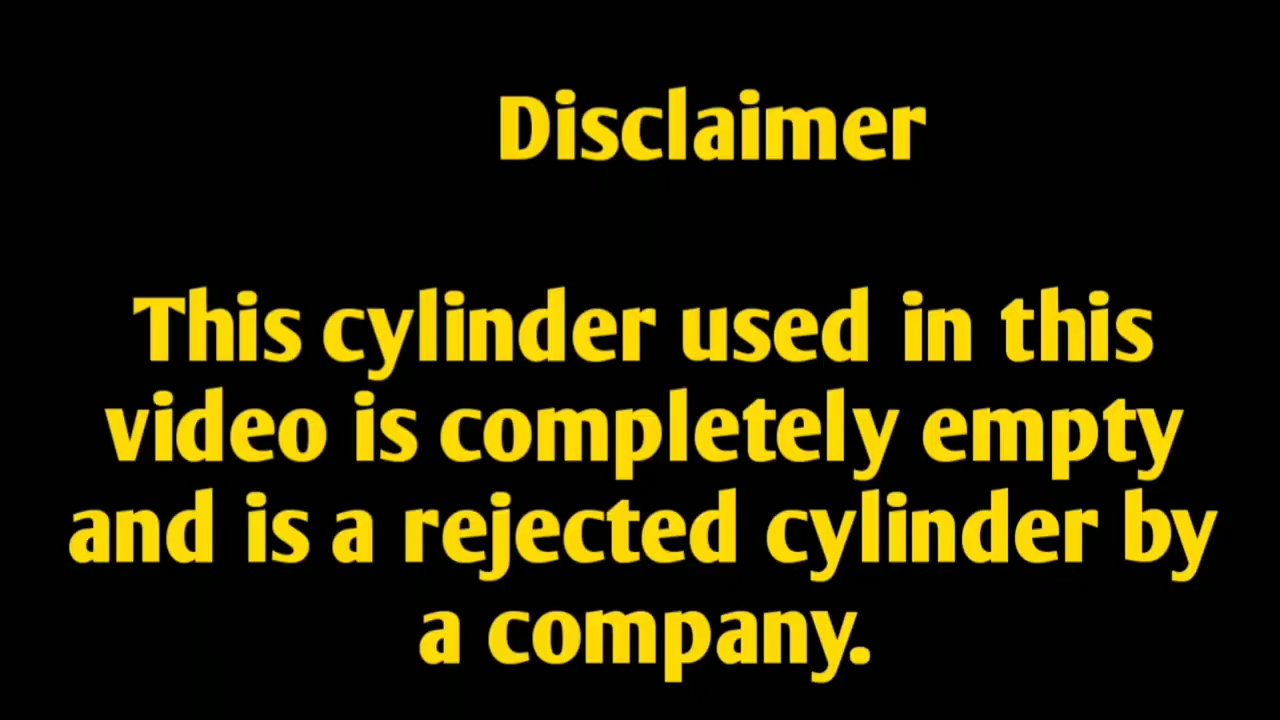 Disclaimer
This cylinder used in this
video is completely empty
and is a rejected cylinder by
a company.